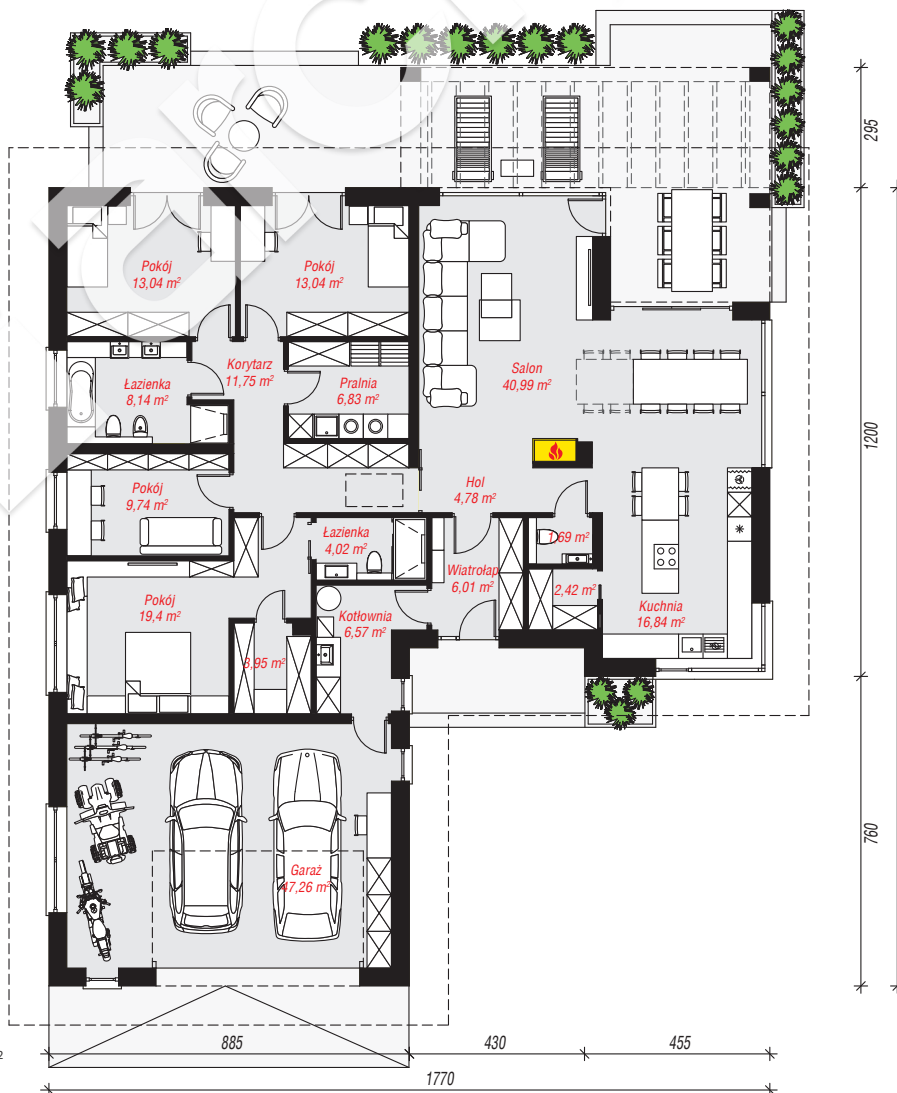 295
Pokój
13,04 m²
Pokój
13,04 m²
Korytarz
11,75 m²
Łazienka
8,14 m²
Pralnia
6,83 m²
Salon
40,99 m²
1200
Pokój
9,74 m²
Hol
4,78 m²
Łazienka
4,02 m²
1,69 m²
Wiatrołap
6,01 m²
2,42 m²
Pokój
19,4 m²
Kotłownia
6,57 m²
Kuchnia
16,84 m²
3,95 m²
760
Garaż
47,26 m²
885
430
455
2
1770